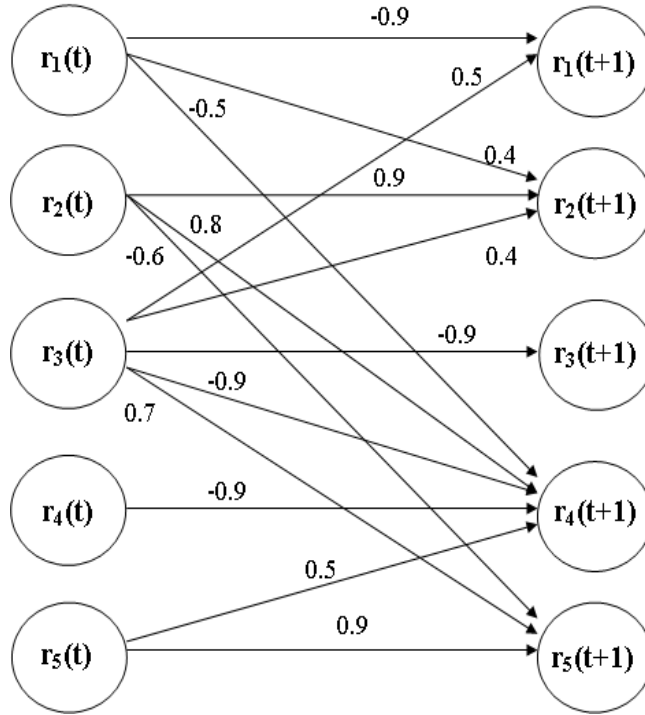 -0.9
r₁(t)
r₁(t+1)
0.5
-0.5
0.4
0.9
r₂(t)
r₂(t+1)
0.8
-0.6
0.4
-0.9
r₃(t)
r₃(t+1)
-0.9
0.7
-0.9
r₄(t)
r₄(t+1)
0.5
0.9
r₅(t)
r₅(t+1)